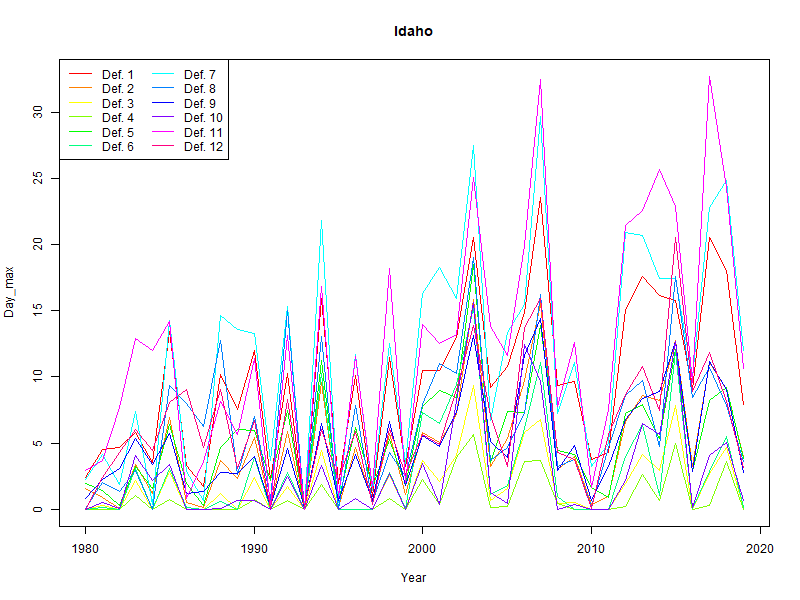 Idaho
Def. 1 Def. 7
Def. 2 Def. 8
Def. 3 Def. 9
Def. 4 Def. 10
Def. 5 Def. 11
Def. 6 Def. 12
30
25
20
15
10
5
0
Day_max
1980 1990 2000 2010 2020
Year